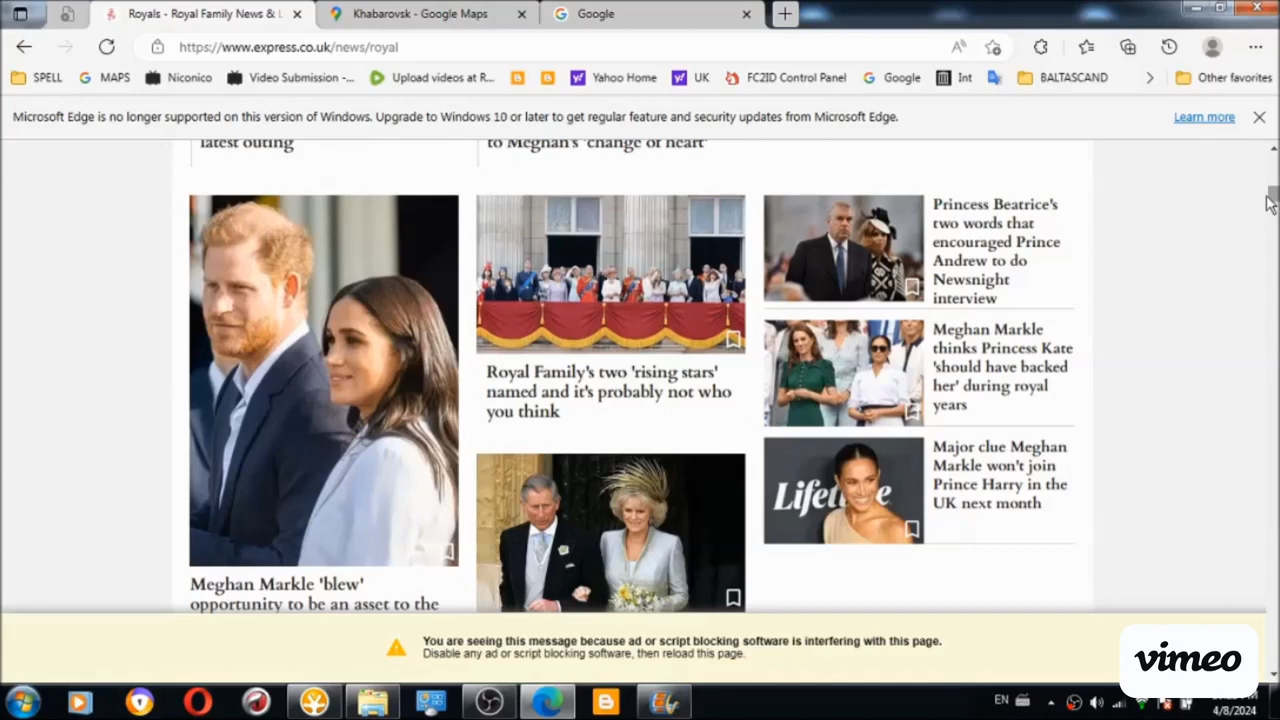 Royals - Royal Family News & L
Khabarovsk - Google Maps
Google
https://www.express.co.uk/news/royal
SPELL
MAPS
Niconico
Video Submission -...
Upload videos at R...
Yahoo Home
UK
FC2ID Control Panel
Google
Int
BALTASCAND
Other favorites
Microsoft Edge is no longer supported on this version of Windows. Upgrade to Windows 10 or later to get regular feature and security updates from Microsoft Edge.
Learn more
latest outing
to Meghan's 'change of heart'
Princess Beatrice's
two words that
encouraged Prince
Andrew to do
Newsnight
interview
Meghan Markle
thinks Princess Kate
'should have backed
her' during royal
years
Royal Family's two 'rising stars'
named and it's probably not who
you think
Lifetime
Major clue Meghan
Markle won't join
Prince Harry in the
UK next month
Meghan Markle 'blew'
opportunity to be an asset to the
You are seeing this message because ad or script blocking software is interfering with this page.
Disable any ad or script blocking software, then reload this page.
vimeo
EN
4/8/2024